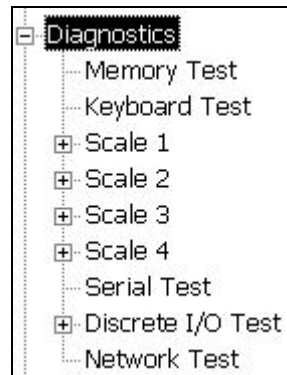 Diagnostics
Memory Test
Keyboard Test
Scale 1
Scale 2
Scale 3
Scale 4
Serial Test
Discrete I/O Test
Network Test